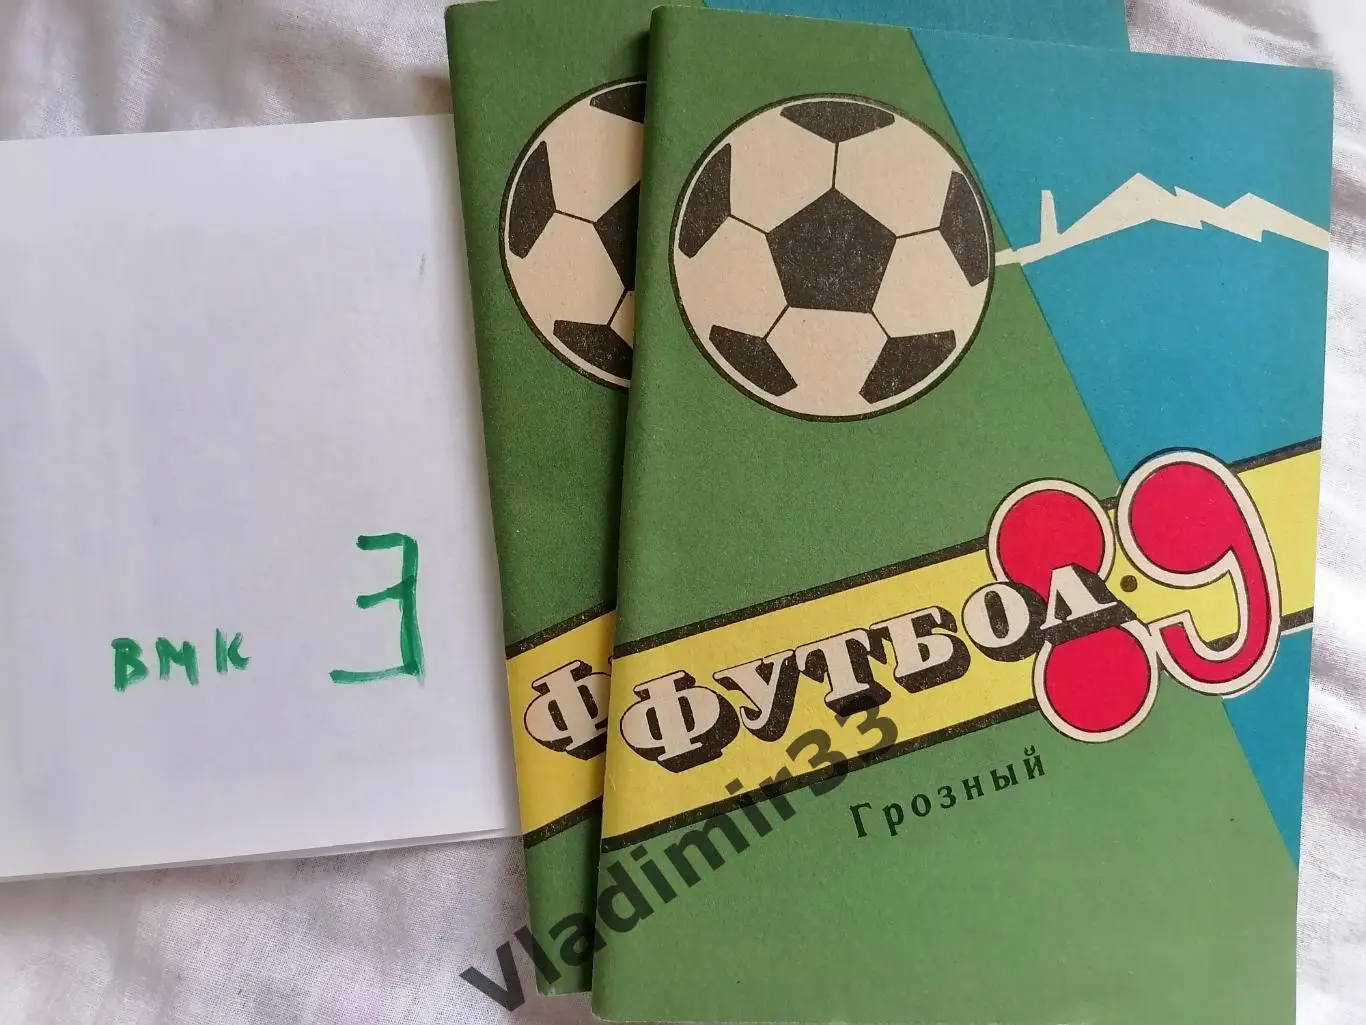 ВМК 3
Ф
ФУТБОЛ·89
Грозный
vladimir33